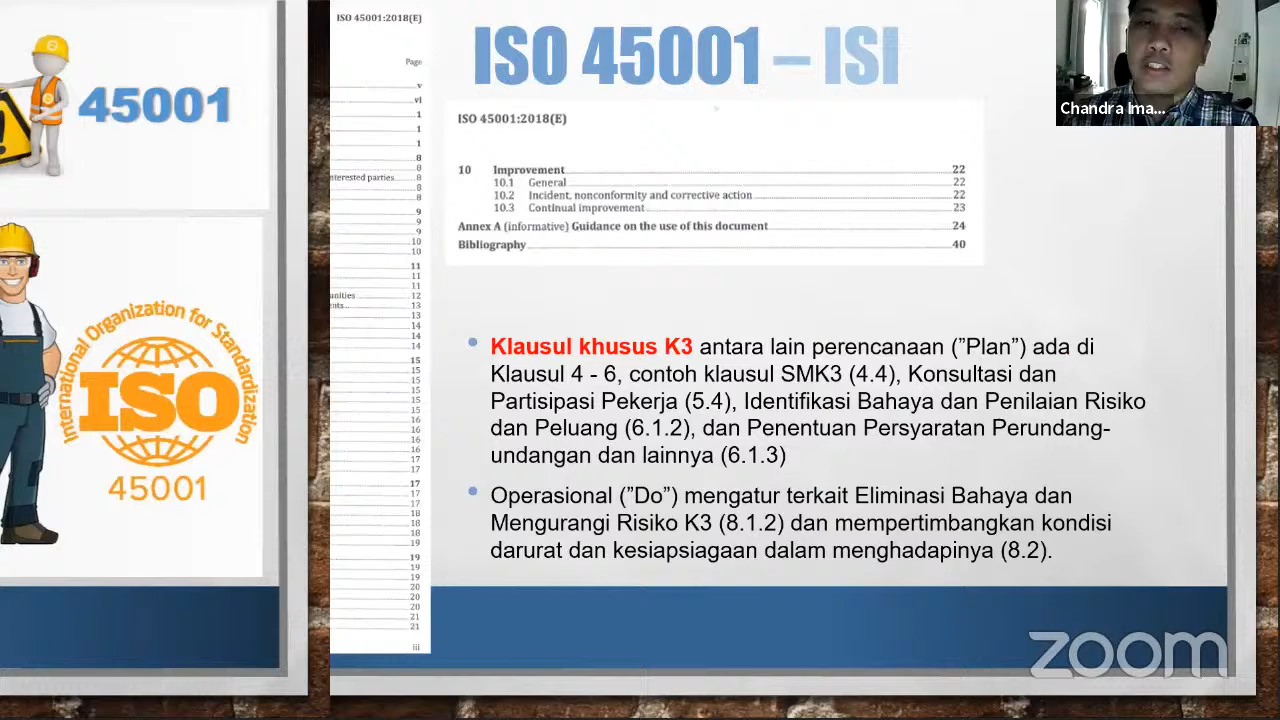 45001
International Organization for Standardization
ISO
45001
ISO 45001:2018(E)
Page
v
vi
1
1
1
8
8
nterested parties 8
8
8
9
9
9
10
10
11
11
11
unities 12
nts 13
13
14
14
14
15
15
15
15
15
15
16
16
16
17
17
17
17
17
18
18
18
19
19
19
19
20
20
20
21
21
iii
ISO 45001 – ISI
ISO 45001:2018(E)
10 Improvement 22
10.1 General 22
10.2 Incident, nonconformity and corrective action 22
10.3 Continual improvement 23
Annex A (informative) Guidance on the use of this document 24
Bibliography 40
Klausul khusus K3 antara lain perencanaan (”Plan”) ada di
Klausul 4 - 6, contoh klausul SMK3 (4.4), Konsultasi dan
Partisipasi Pekerja (5.4), Identifikasi Bahaya dan Penilaian Risiko
dan Peluang (6.1.2), dan Penentuan Persyaratan Perundang-
undangan dan lainnya (6.1.3)
Operasional (”Do”) mengatur terkait Eliminasi Bahaya dan
Mengurangi Risiko K3 (8.1.2) dan mempertimbangkan kondisi
darurat dan kesiapsiagaan dalam menghadapinya (8.2).
Chandra Ima...
zoom